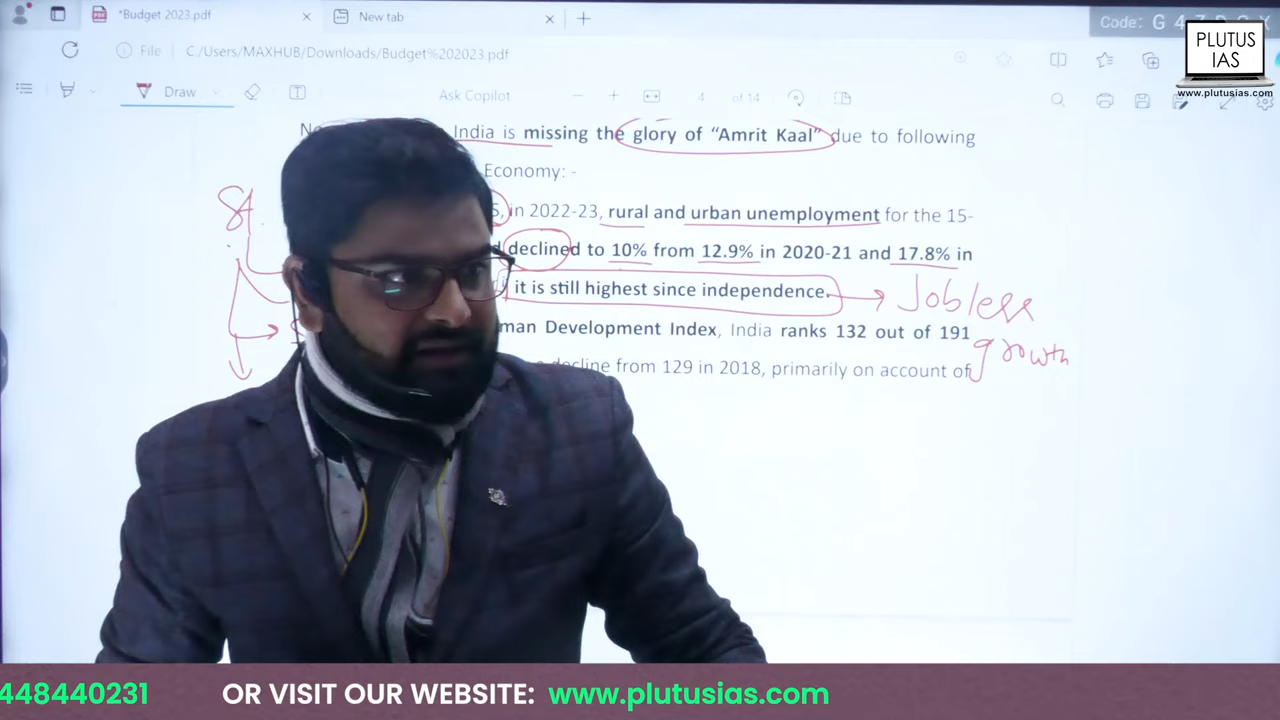 *Budget 2023.pdf
New tab
Code: G 4 7
PLUTUS
IAS
www.plutusias.com
File C:/Users/MAXHUB/Downloads/Budget%202023.pdf
Draw
Ask Copilot
4 of 14
India is missing the glory of “Amrit Kaal” due to following
Economy: -
in 2022-23, rural and urban unemployment for the 15-
declined to 10% from 12.9% in 2020-21 and 17.8% in
it is still highest since independence.
Jobless
growth
Development Index, India ranks 132 out of 191
from 129 in 2018, primarily on account of
448440231 OR VISIT OUR WEBSITE: www.plutusias.com